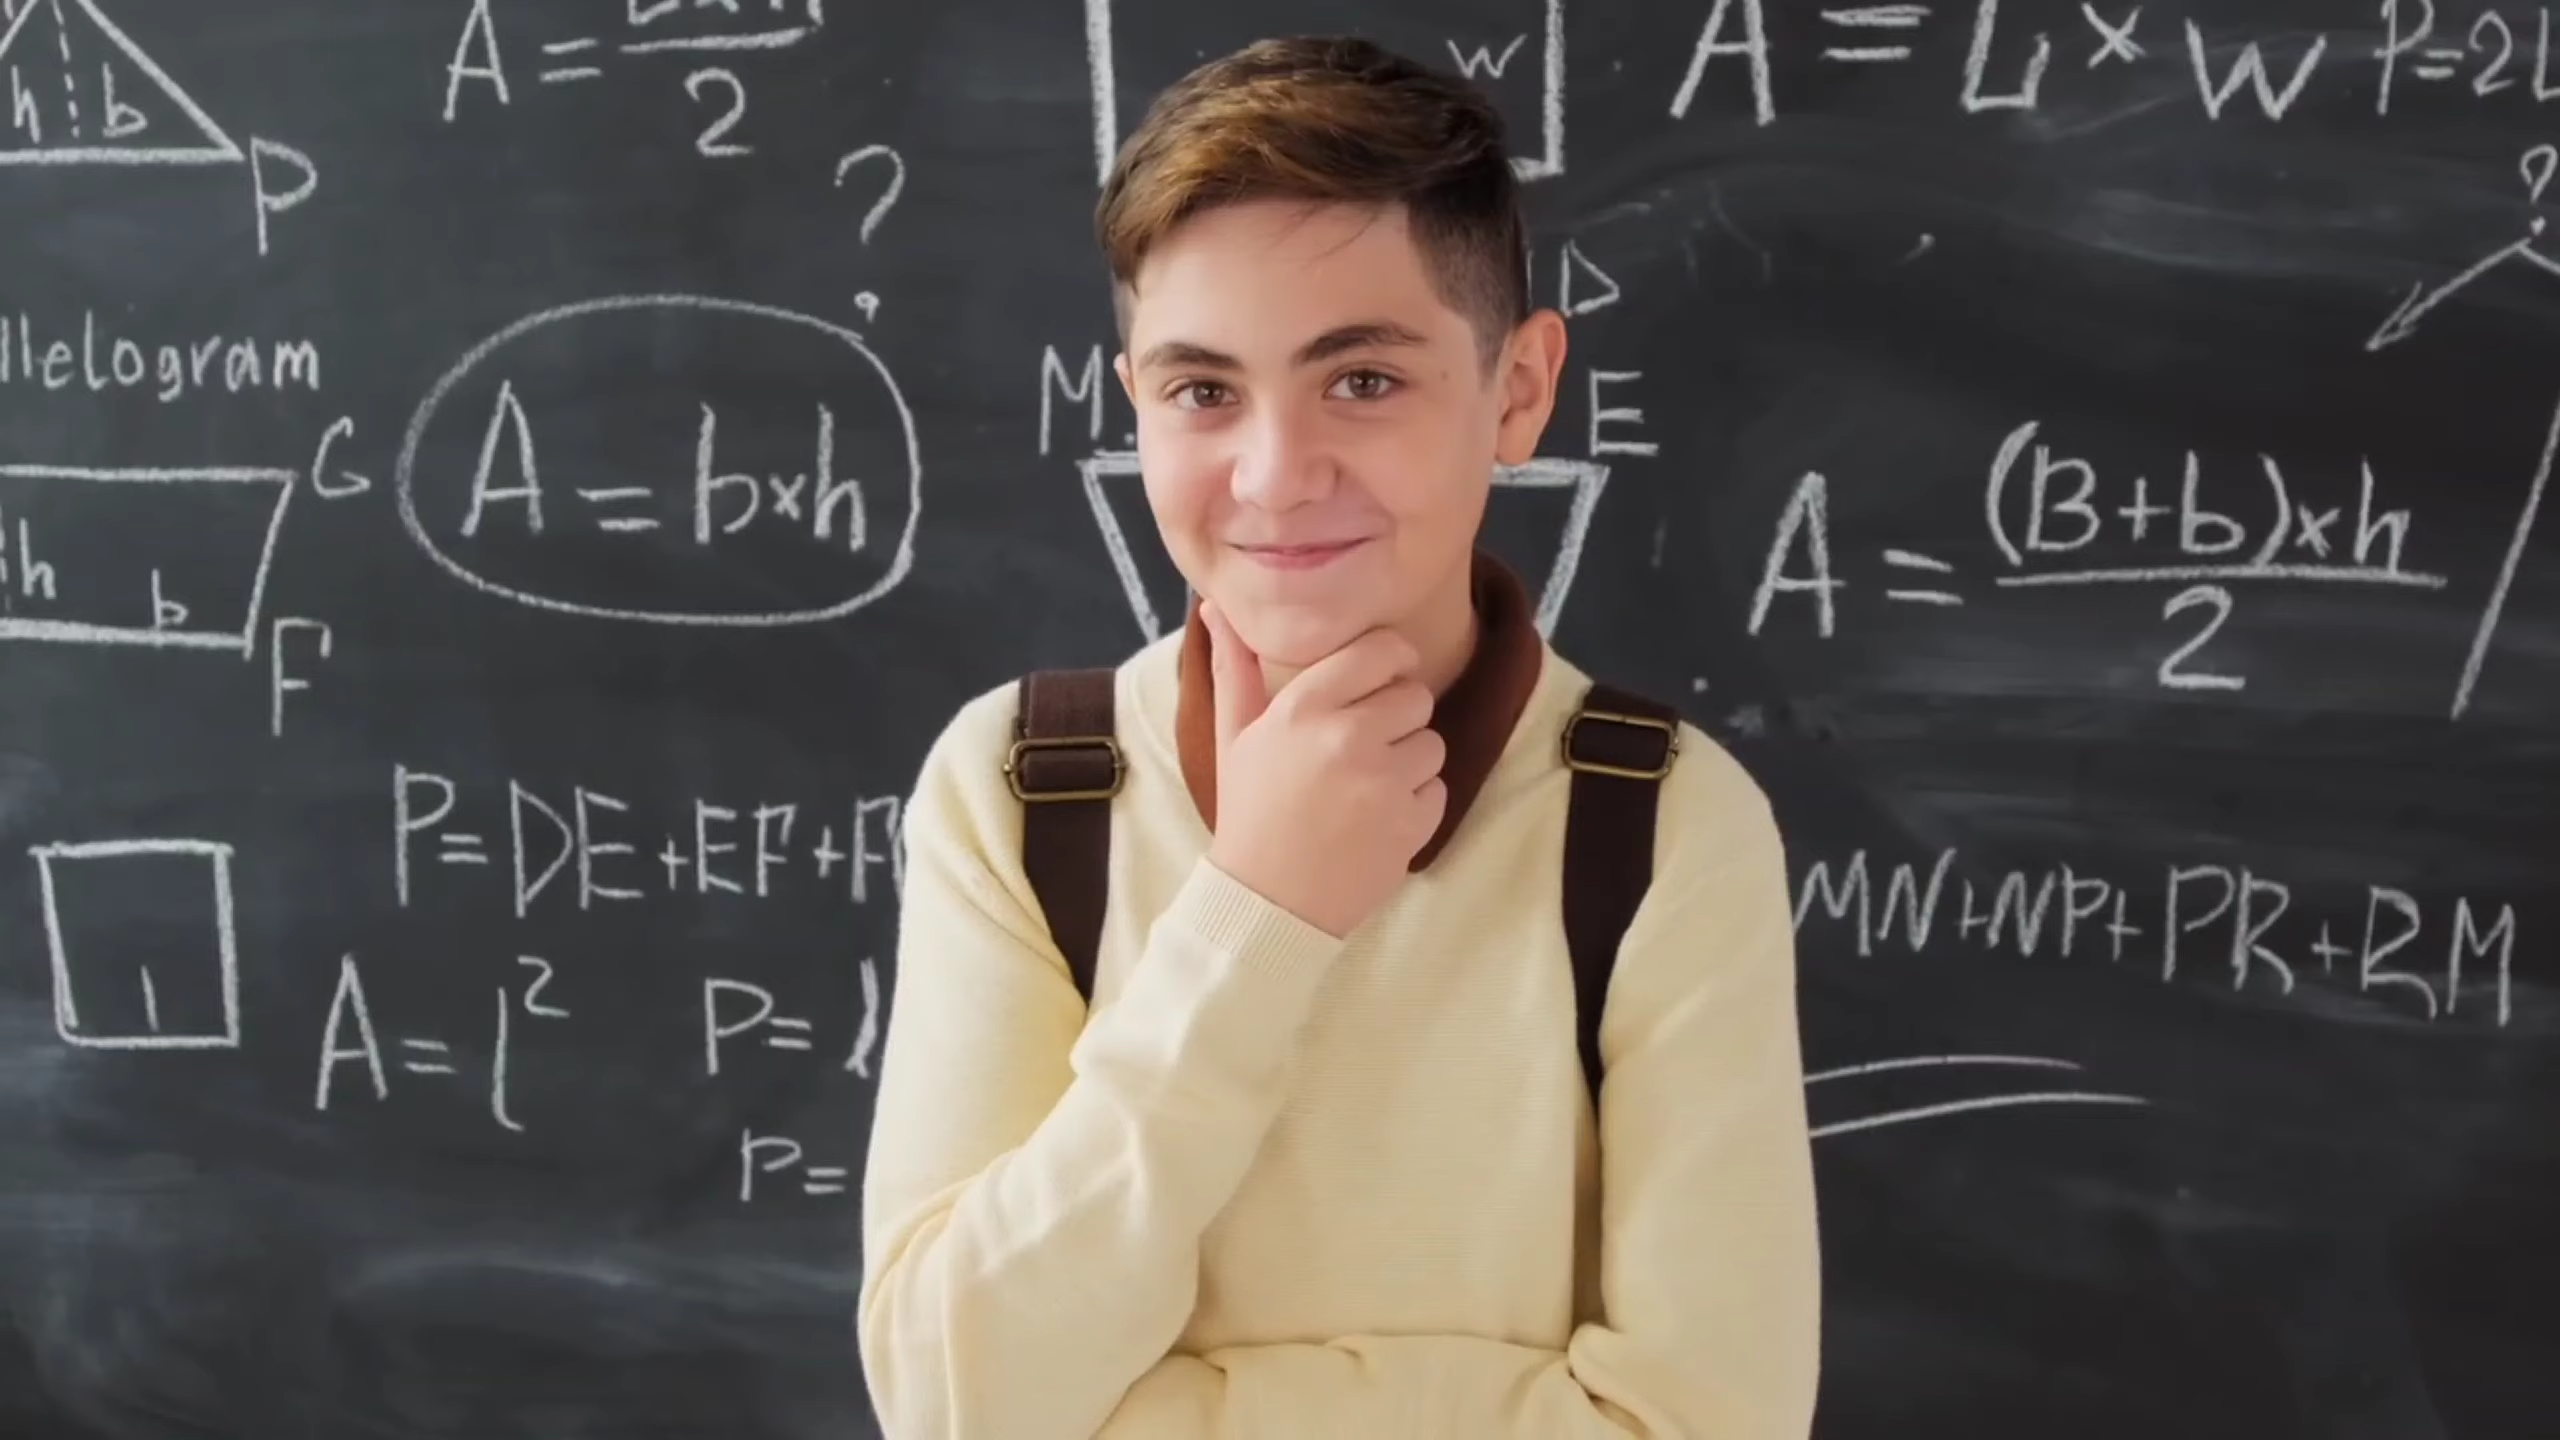 h b
P
A = b×h / 2
?
w
A = L × W
P=2L
?
llelogram
G
h
b
F
A = b×h
M
D
E
A = (B+b)×h / 2
P= DE+EF+F
l
A= l²
P= l
P=
MN+NP+PR+RM